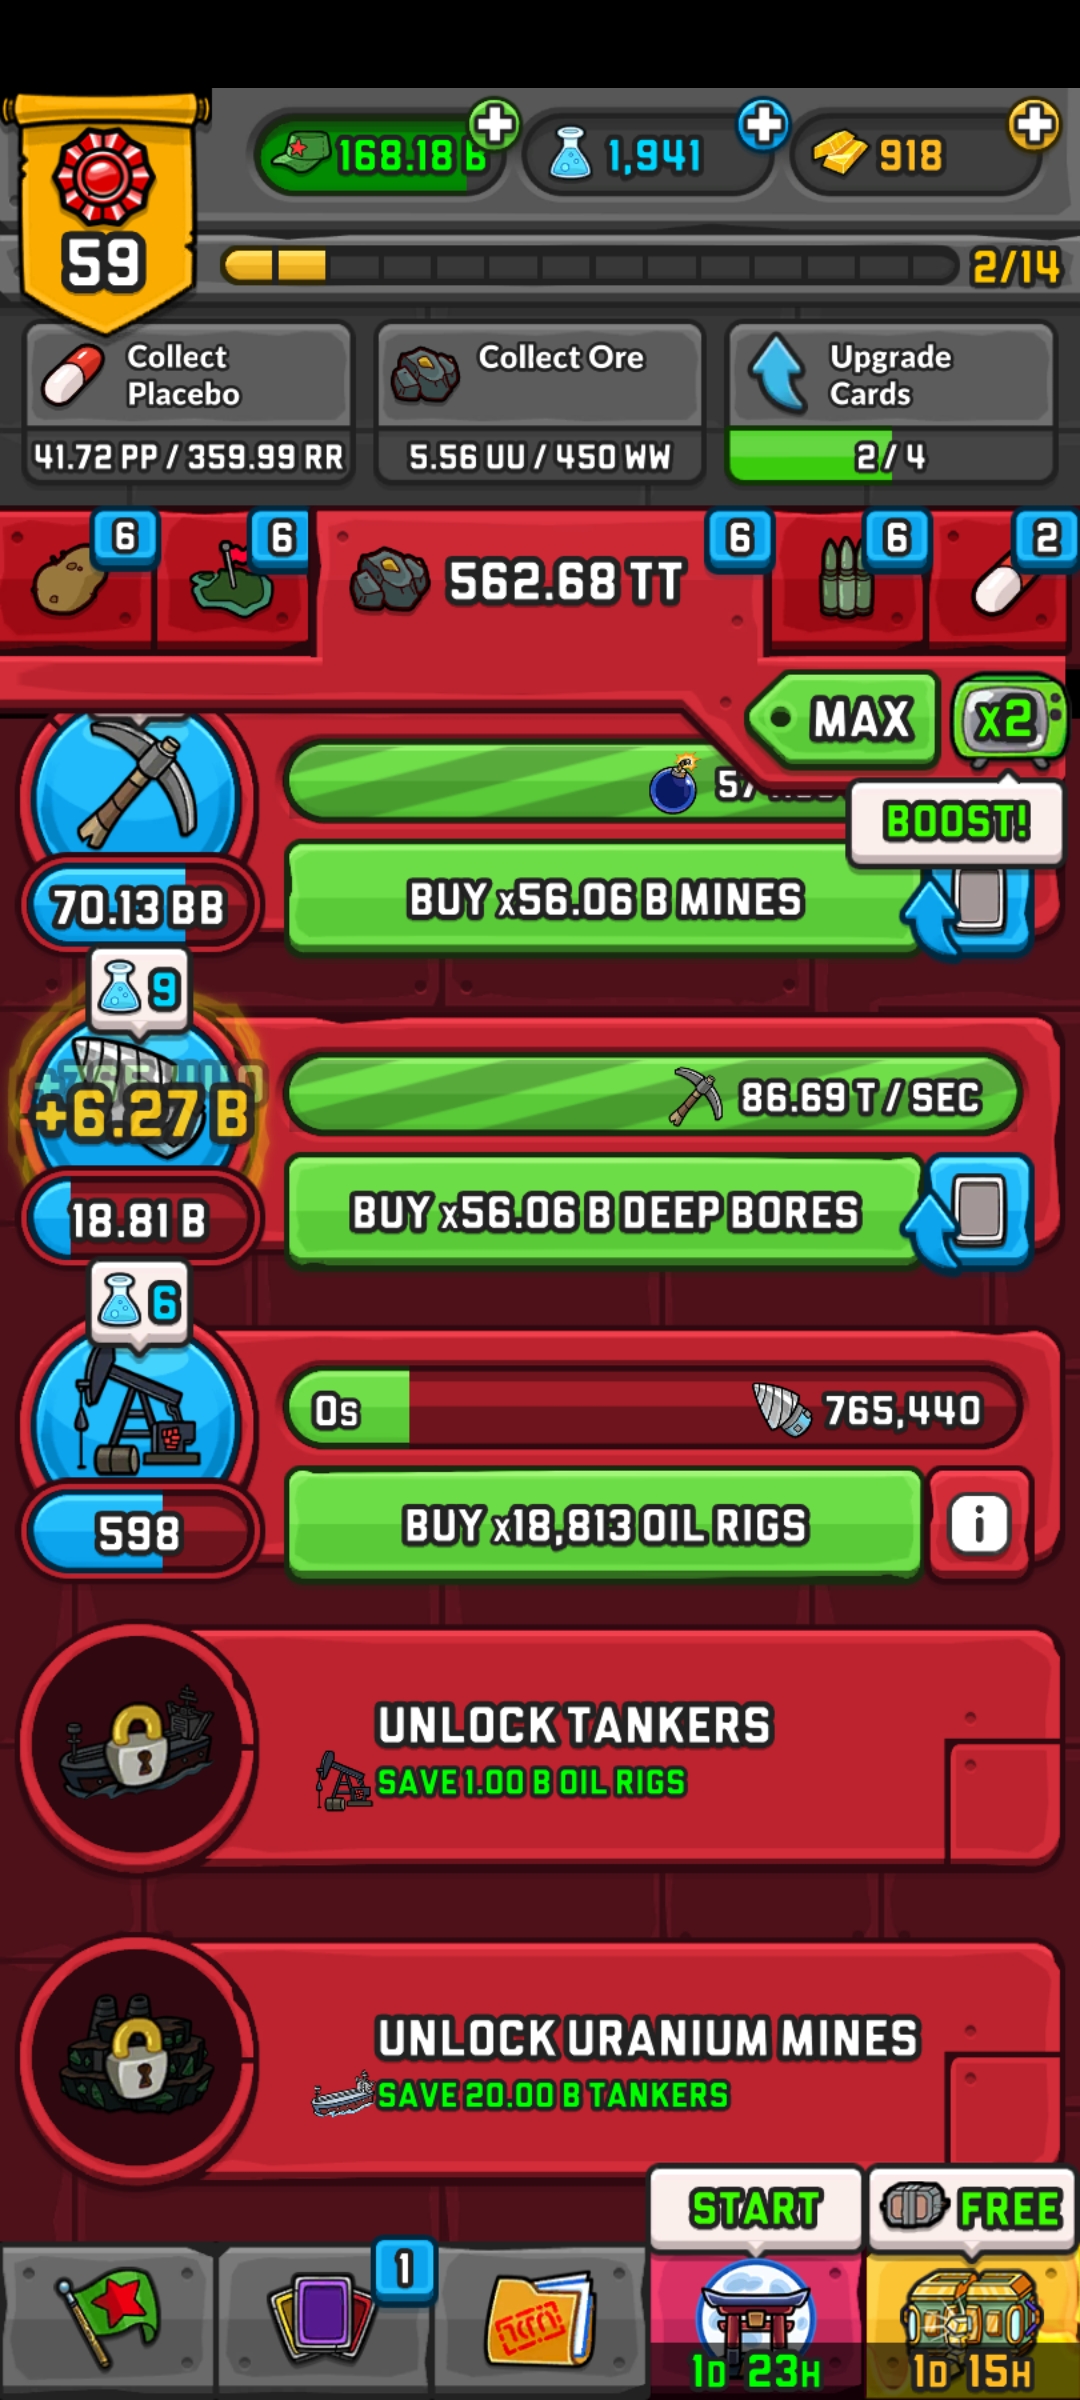 168.18 B
1,941
918
59
2/14
Collect
Placebo
41.72 PP / 359.99 RR
Collect Ore
5.56 UU / 450 WW
Upgrade
Cards
2 / 4
6
6
562.68 TT
6
6
2
MAX
x2
BOOST!
70.13 BB
BUY x56.06 B MINES
9
+6.27 B
86.69 T / SEC
18.81 B
BUY x56.06 B DEEP BORES
6
0s
765,440
598
BUY x18,813 OIL RIGS
i
UNLOCK TANKERS
SAVE 1.00 B OIL RIGS
UNLOCK URANIUM MINES
SAVE 20.00 B TANKERS
START
FREE
1
1D 23H
1D 15H